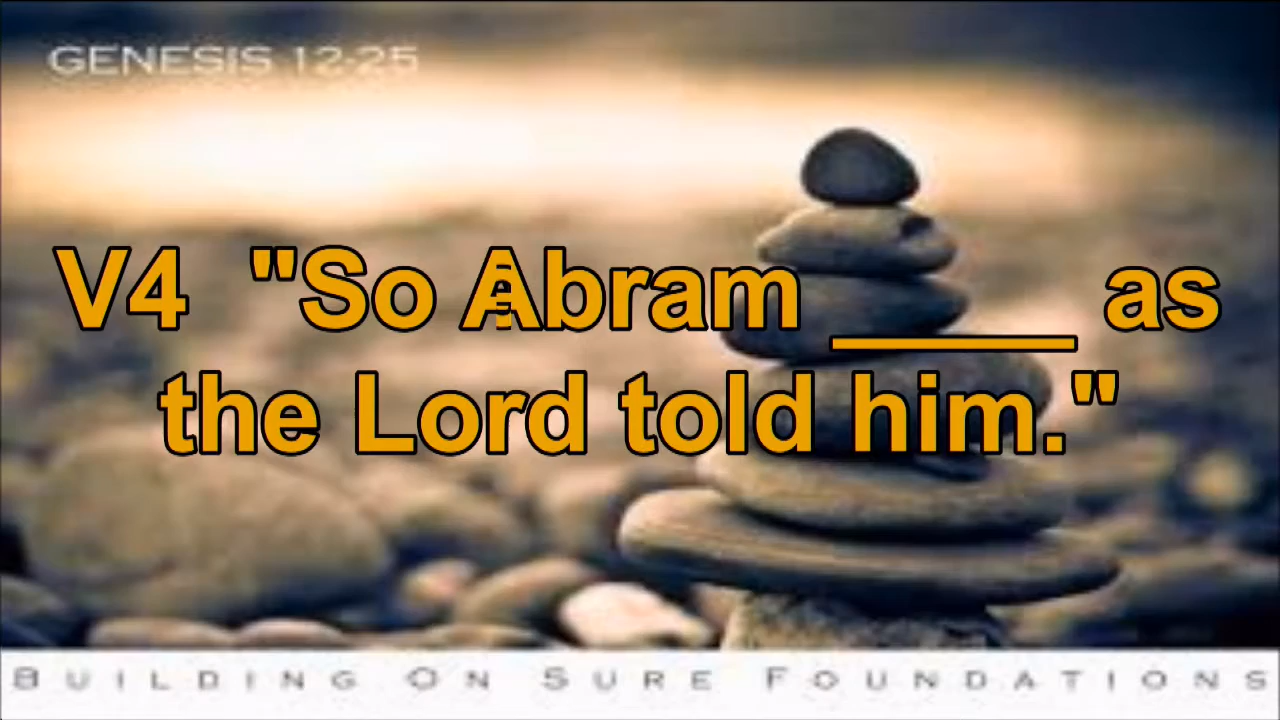 GENESIS 12-25
V4 "So Abram _____ as
the Lord told him."
BUILDING ON SURE FOUNDATIONS